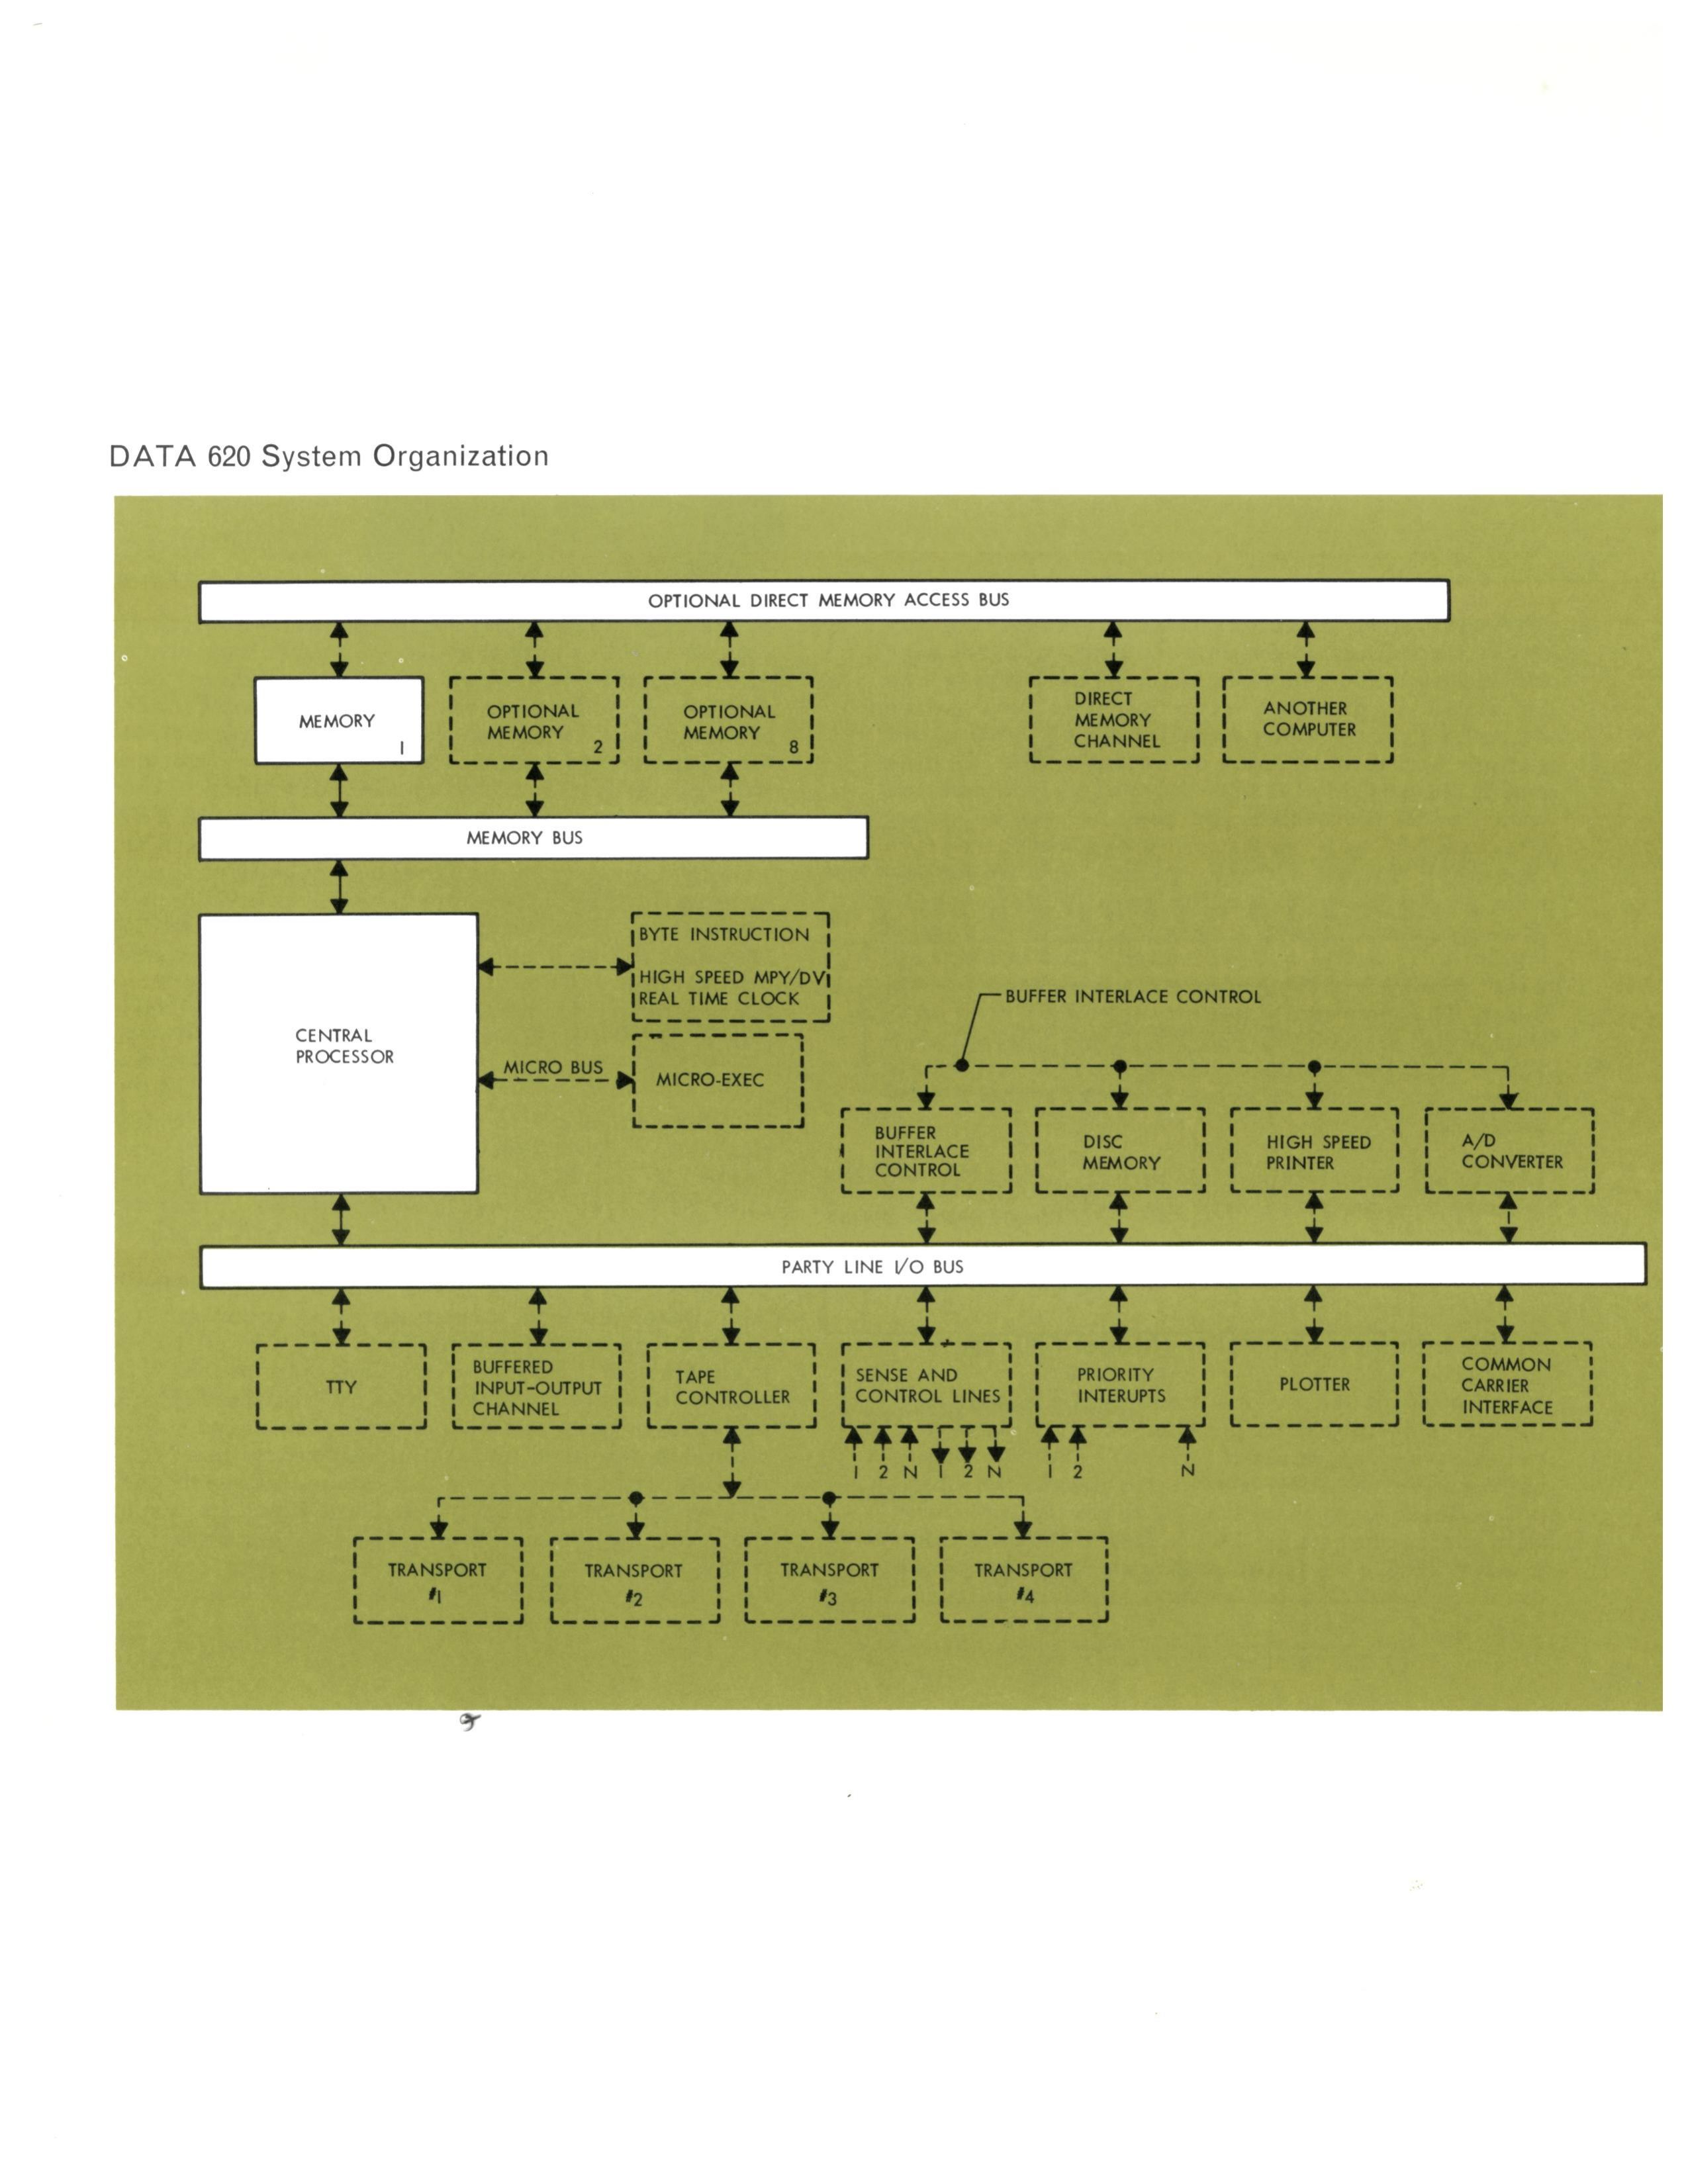 DATA 620 System Organization
OPTIONAL DIRECT MEMORY ACCESS BUS
MEMORY
1
OPTIONAL
MEMORY
2
OPTIONAL
MEMORY
8
DIRECT
MEMORY
CHANNEL
ANOTHER
COMPUTER
MEMORY BUS
CENTRAL
PROCESSOR
BYTE INSTRUCTION
HIGH SPEED MPY/DV
REAL TIME CLOCK
MICRO BUS
MICRO-EXEC
BUFFER INTERLACE CONTROL
BUFFER
INTERLACE
CONTROL
DISC
MEMORY
HIGH SPEED
PRINTER
A/D
CONVERTER
PARTY LINE I/O BUS
TTY
BUFFERED
INPUT-OUTPUT
CHANNEL
TAPE
CONTROLLER
SENSE AND
CONTROL LINES
1 2 N 1 2 N
PRIORITY
INTERUPTS
1 2 N
PLOTTER
COMMON
CARRIER
INTERFACE
TRANSPORT
#1
TRANSPORT
#2
TRANSPORT
#3
TRANSPORT
#4